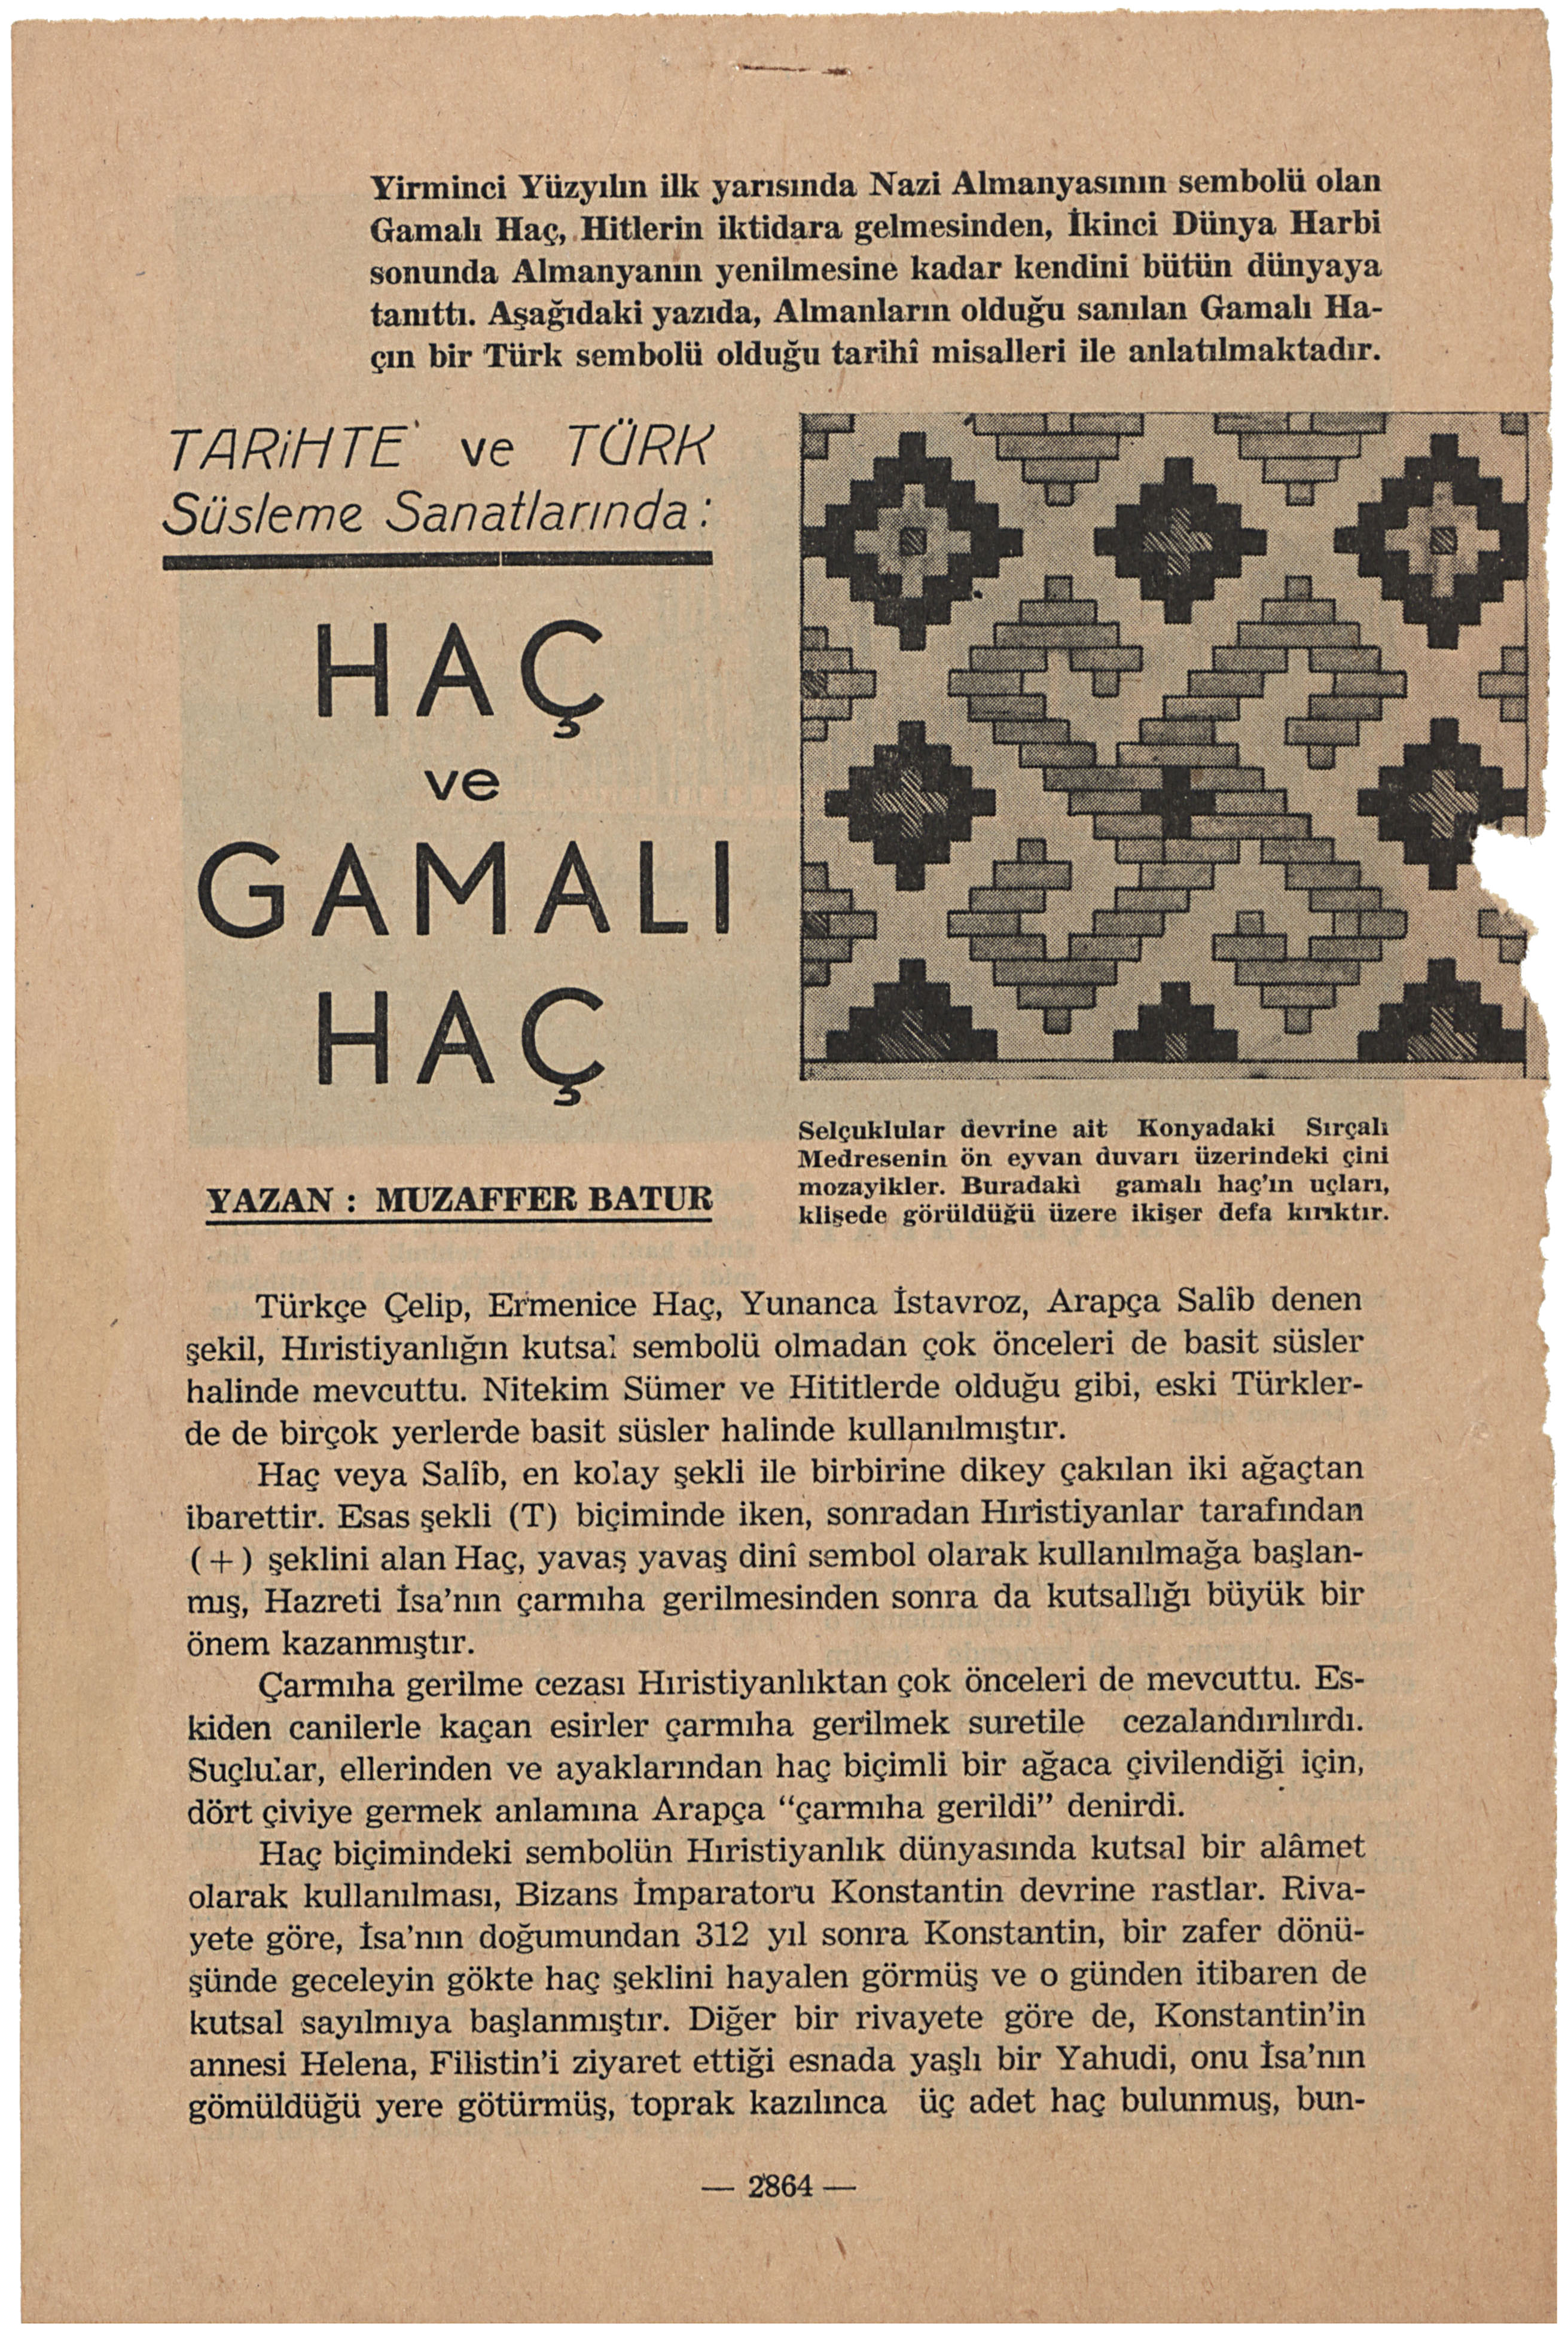 Yirminci Yüzyılın ilk yarısında Nazi Almanyasının sembolü olan
Gamalı Haç, Hitlerin iktidara gelmesinden, İkinci Dünya Harbi
sonunda Almanyanın yenilmesine kadar kendini bütün dünyaya
tanıttı. Aşağıdaki yazıda, Almanların olduğu sanılan Gamalı Ha-
çın bir Türk sembolü olduğu tarihî misalleri ile anlatılmaktadır.
TARİHTE ve TÜRK
Süsleme Sanatlarında:
HAÇ
ve
GAMALI
HAÇ
YAZAN : MUZAFFER BATUR
Selçuklular devrine ait Konyadaki Sırçalı
Medresenin ön eyvan duvarı üzerindeki çini
mozayikler. Buradaki gamalı haç'ın uçları,
klişede görüldüğü üzere ikişer defa kırıktır.
Türkçe Çelip, Ermenice Haç, Yunanca İstavroz, Arapça Salîb denen
şekil, Hıristiyanlığın kutsal sembolü olmadan çok önceleri de basit süsler
halinde mevcuttu. Nitekim Sümer ve Hititlerde olduğu gibi, eski Türkler-
de de birçok yerlerde basit süsler halinde kullanılmıştır.
Haç veya Salîb, en kolay şekli ile birbirine dikey çakılan iki ağaçtan
ibarettir. Esas şekli (T) biçiminde iken, sonradan Hıristiyanlar tarafından
(+) şeklini alan Haç, yavaş yavaş dinî sembol olarak kullanılmağa başlan-
mış, Hazreti İsa'nın çarmıha gerilmesinden sonra da kutsallığı büyük bir
önem kazanmıştır.
Çarmıha gerilme cezası Hıristiyanlıktan çok önceleri de mevcuttu. Es-
kiden canilerle kaçan esirler çarmıha gerilmek suretile cezalandırılırdı.
Suçlular, ellerinden ve ayaklarından haç biçimli bir ağaca çivilendiği için,
dört çiviye germek anlamına Arapça "çarmıha gerildi" denirdi.
Haç biçimindeki sembolün Hıristiyanlık dünyasında kutsal bir alâmet
olarak kullanılması, Bizans İmparatoru Konstantin devrine rastlar. Riva-
yete göre, İsa'nın doğumundan 312 yıl sonra Konstantin, bir zafer dönü-
şünde geceleyin gökte haç şeklini hayalen görmüş ve o günden itibaren de
kutsal sayılmıya başlanmıştır. Diğer bir rivayete göre de, Konstantin'in
annesi Helena, Filistin'i ziyaret ettiği esnada yaşlı bir Yahudi, onu İsa'nın
gömüldüğü yere götürmüş, toprak kazılınca üç adet haç bulunmuş, bun-
— 2864 —